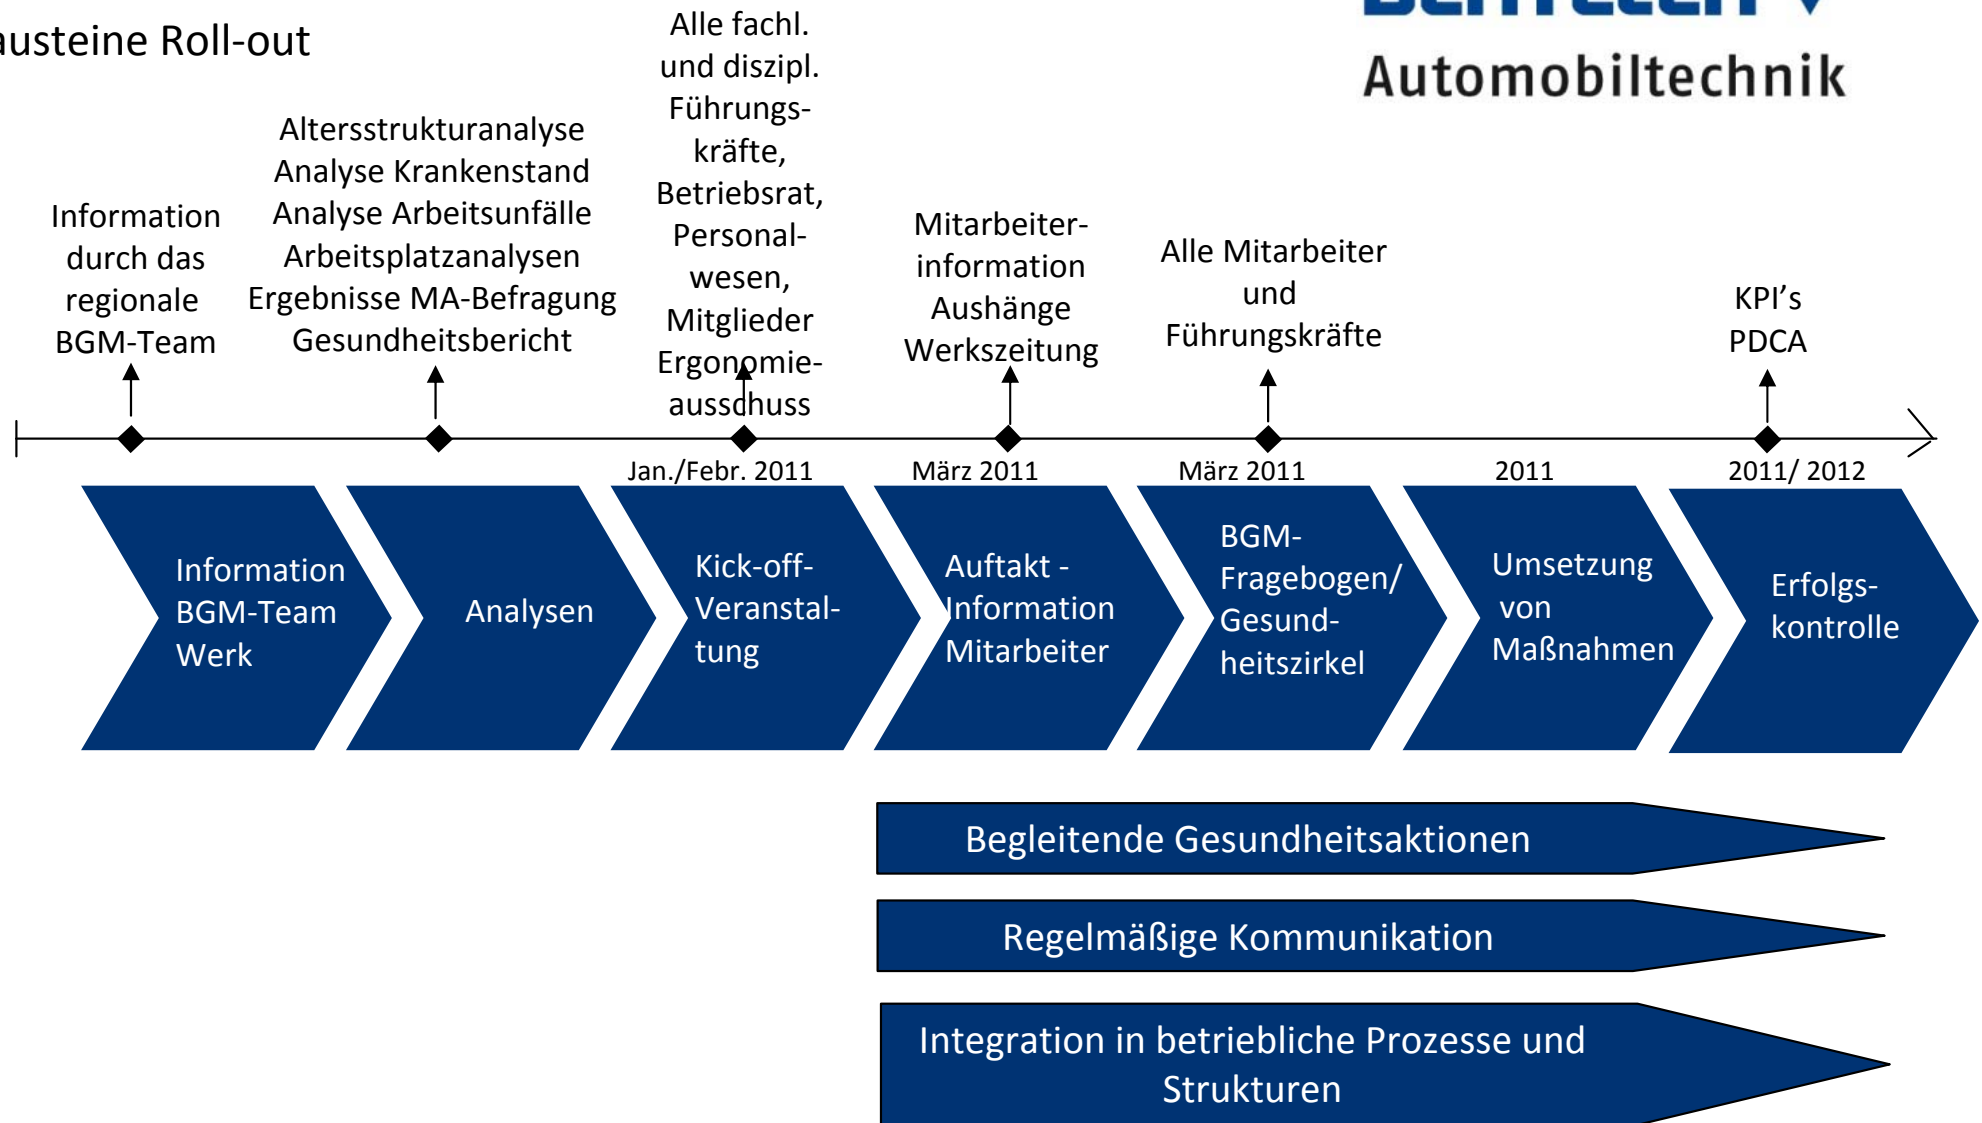 austeine Roll-out
Automobiltechnik
Information
durch das
regionale
BGM-Team
Altersstrukturanalyse
Analyse Krankenstand
Analyse Arbeitsunfälle
Arbeitsplatzanalysen
Ergebnisse MA-Befragung
Gesundheitsbericht
Alle fachl.
und diszipl.
Führungs-
kräfte,
Betriebsrat,
Personal-
wesen,
Mitglieder
Ergonomie-
ausschuss
Mitarbeiter-
information
Aushänge
Werkszeitung
Alle Mitarbeiter
und
Führungskräfte
KPI's
PDCA
Jan./Febr. 2011
März 2011
März 2011
2011
2011/ 2012
Information
BGM-Team
Werk
Analysen
Kick-off-
Veranstal-
tung
Auftakt -
Information
Mitarbeiter
BGM-
Fragebogen/
Gesund-
heitszirkel
Umsetzung
von
Maßnahmen
Erfolgs-
kontrolle
Begleitende Gesundheitsaktionen
Regelmäßige Kommunikation
Integration in betriebliche Prozesse und
Strukturen